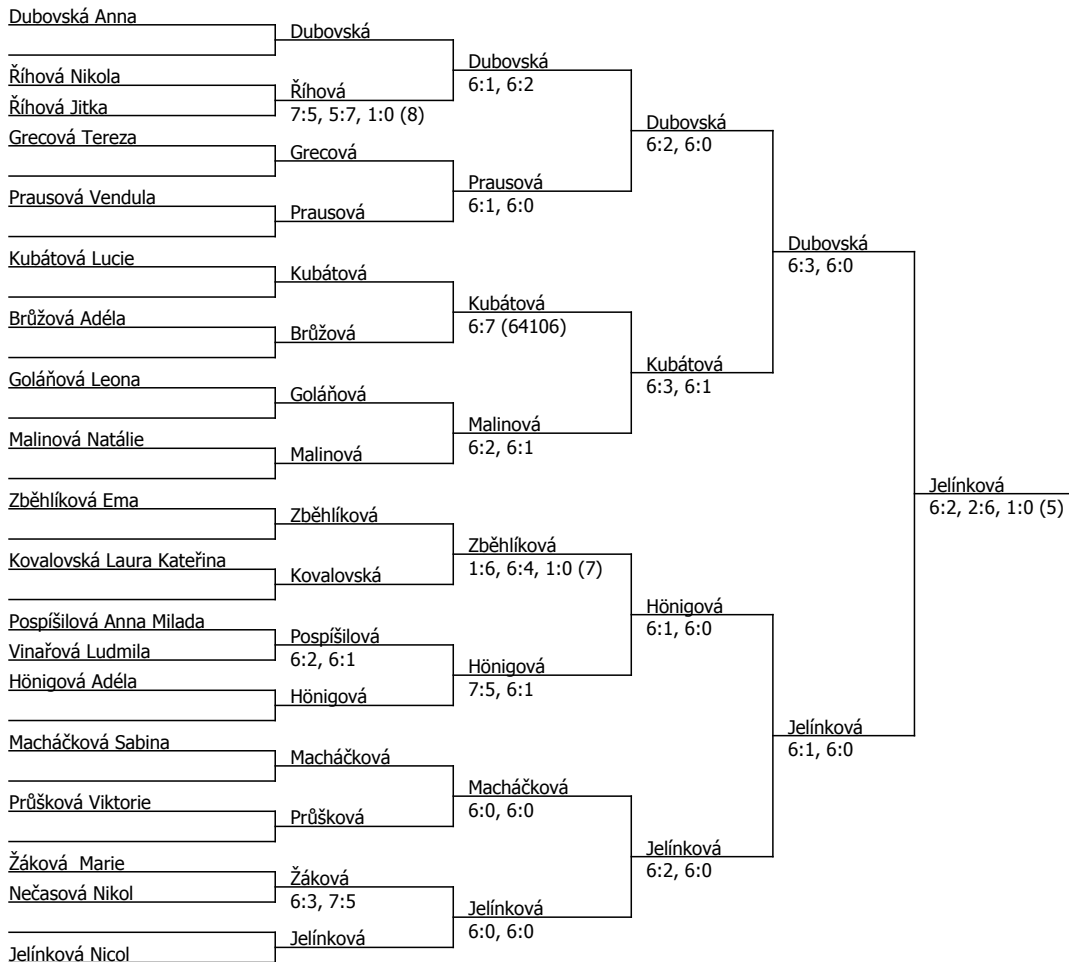 Dubovská Anna
Říhová Nikola
Říhová Jitka
Grecová Tereza
Prausová Vendula
Kubátová Lucie
Brůžová Adéla
Goláňová Leona
Malinová Natálie
Zběhlíková Ema
Kovalovská Laura Kateřina
Pospíšilová Anna Milada
Vinařová Ludmila
Hönigová Adéla
Macháčková Sabina
Průšková Viktorie
Žáková  Marie
Nečasová Nikol
Jelínková Nicol
Dubovská
Říhová
7:5, 5:7, 1:0 (8)
Grecová
Prausová
Kubátová
Brůžová
Goláňová
Malinová
Zběhlíková
Kovalovská
Pospíšilová
6:2, 6:1
Hönigová
Macháčková
Průšková
Žáková
6:3, 7:5
Jelínková
Dubovská
6:1, 6:2
Prausová
6:1, 6:0
Kubátová
6:7 (64106)
Malinová
6:2, 6:1
Zběhlíková
1:6, 6:4, 1:0 (7)
Hönigová
7:5, 6:1
Macháčková
6:0, 6:0
Jelínková
6:0, 6:0
Dubovská
6:2, 6:0
Kubátová
6:3, 6:1
Hönigová
6:1, 6:0
Jelínková
6:2, 6:0
Dubovská
6:3, 6:0
Jelínková
6:1, 6:0
Jelínková
6:2, 2:6, 1:0 (5)